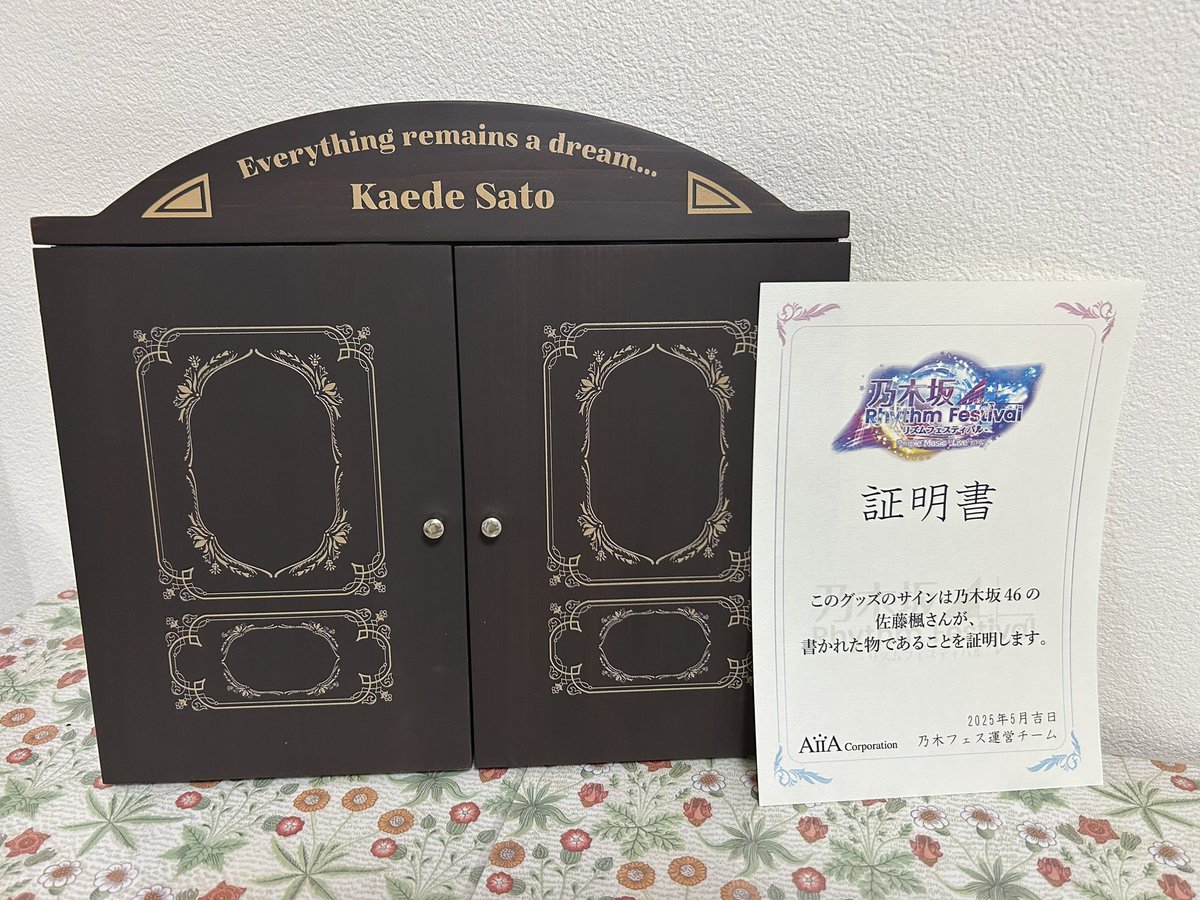 Everything remains a dream...
Kaede Sato
乃木坂46
Rhythm Festival
リズムフェスティバル
証明書
このグッズのサインは乃木坂46の
佐藤楓さんが、
書かれた物であることを証明します。
2025年5月吉日
AiiA Corporation 乃木フェス運営チーム